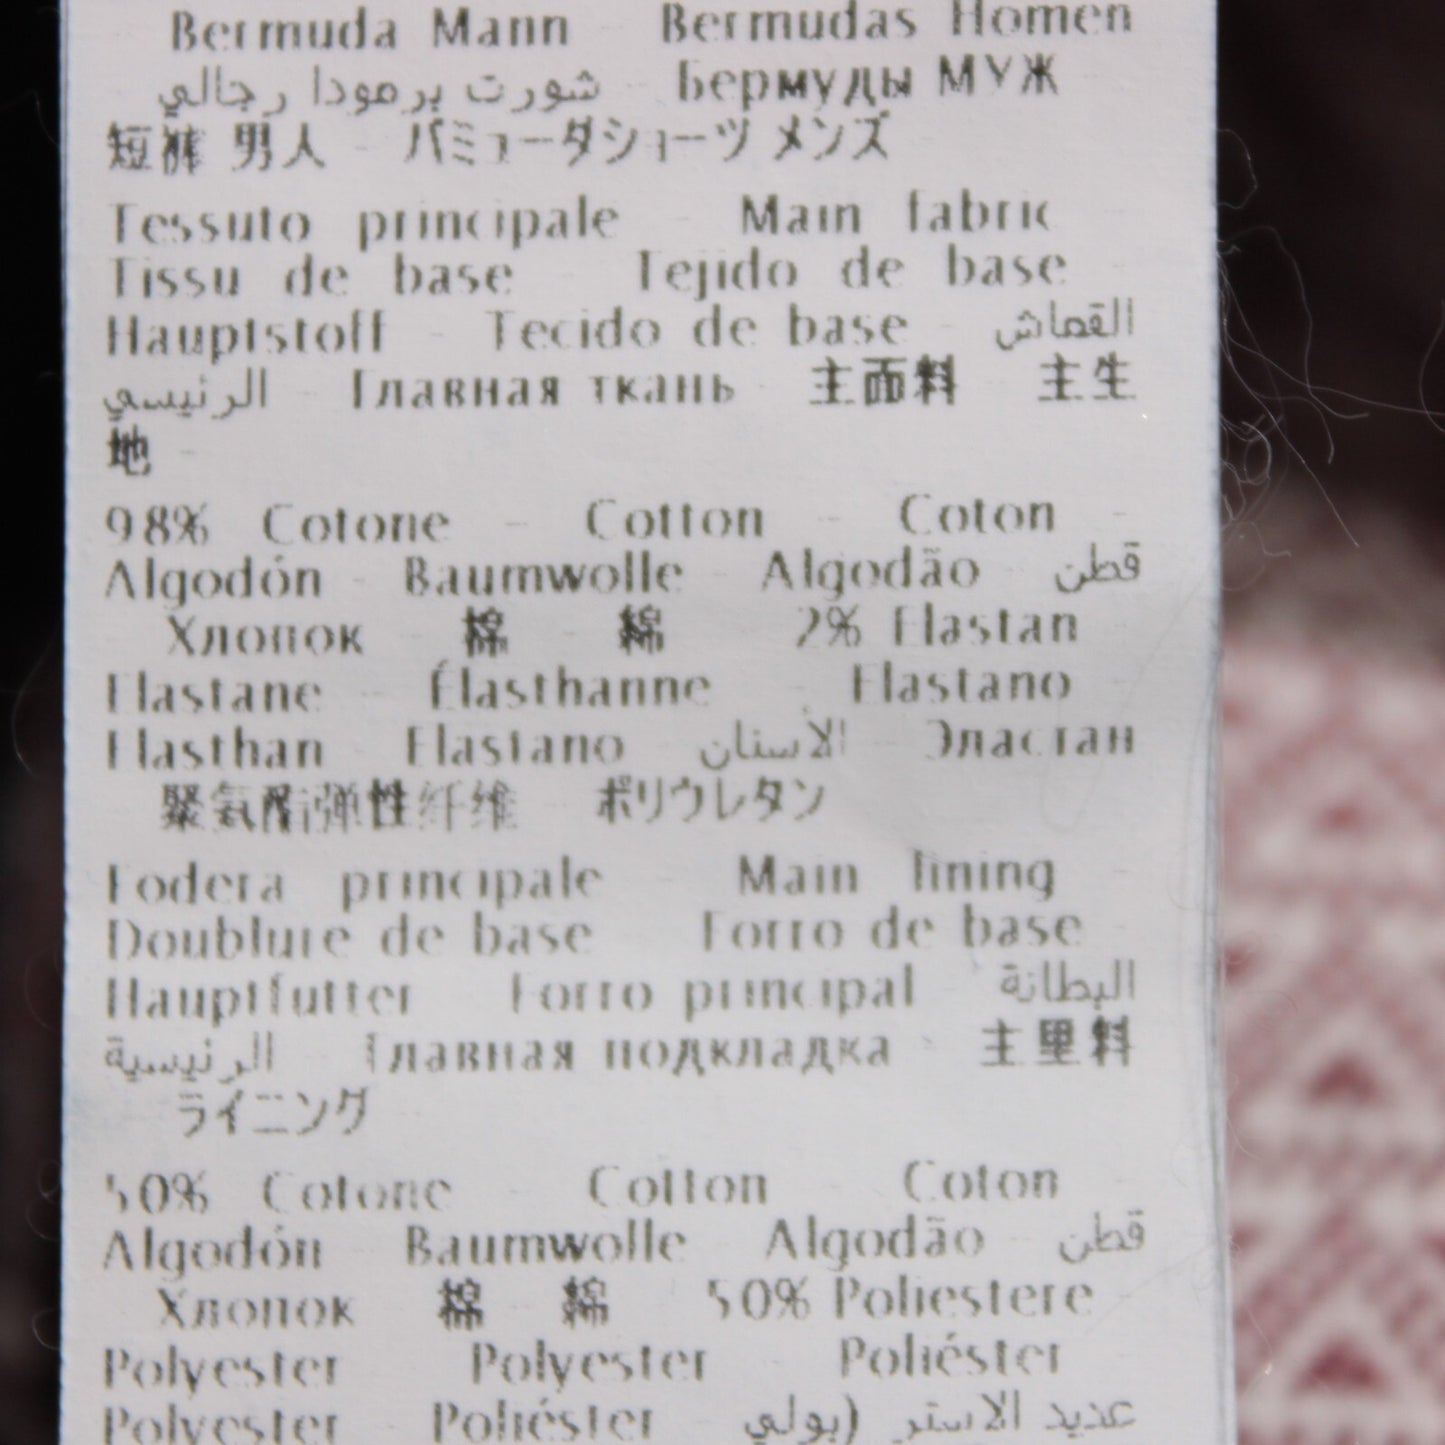 Bermuda Mann - Bermudas Homen
شورت برمودا رجالي - Бермуды МУЖ
短裤 男人 - バミューダショーツ メンズ
Tessuto principale - Main fabric
Tissu de base - Tejido de base -
Hauptstoff - Tecido de base - القماش
الرئيسي - Главная ткань - 主面料 - 主生
地 -
98% Cotone - Cotton - Coton -
Algodón - Baumwolle - Algodão - قطن
- Хлопок - 棉 - 綿 2% Elastan -
Elastane - Élasthanne - Elastano -
Elasthan - Elastano - الاستان - Эластан
- 聚氨酯弹性纤维 - ポリウレタン
Fodera principale - Main lining -
Doublure de base - Forro de base -
Hauptfutter - Forro principal - البطانة
الرئيسية - Главная подкладка - 主里料
- ライニング
50% Cotone - Cotton - Coton -
Algodón - Baumwolle - Algodão - قطن
- Хлопок - 棉 - 綿 50% Poliestere -
Polyester - Polyester - Poliéster -
Polyester - Poliéster - عديد الاستر (بولي